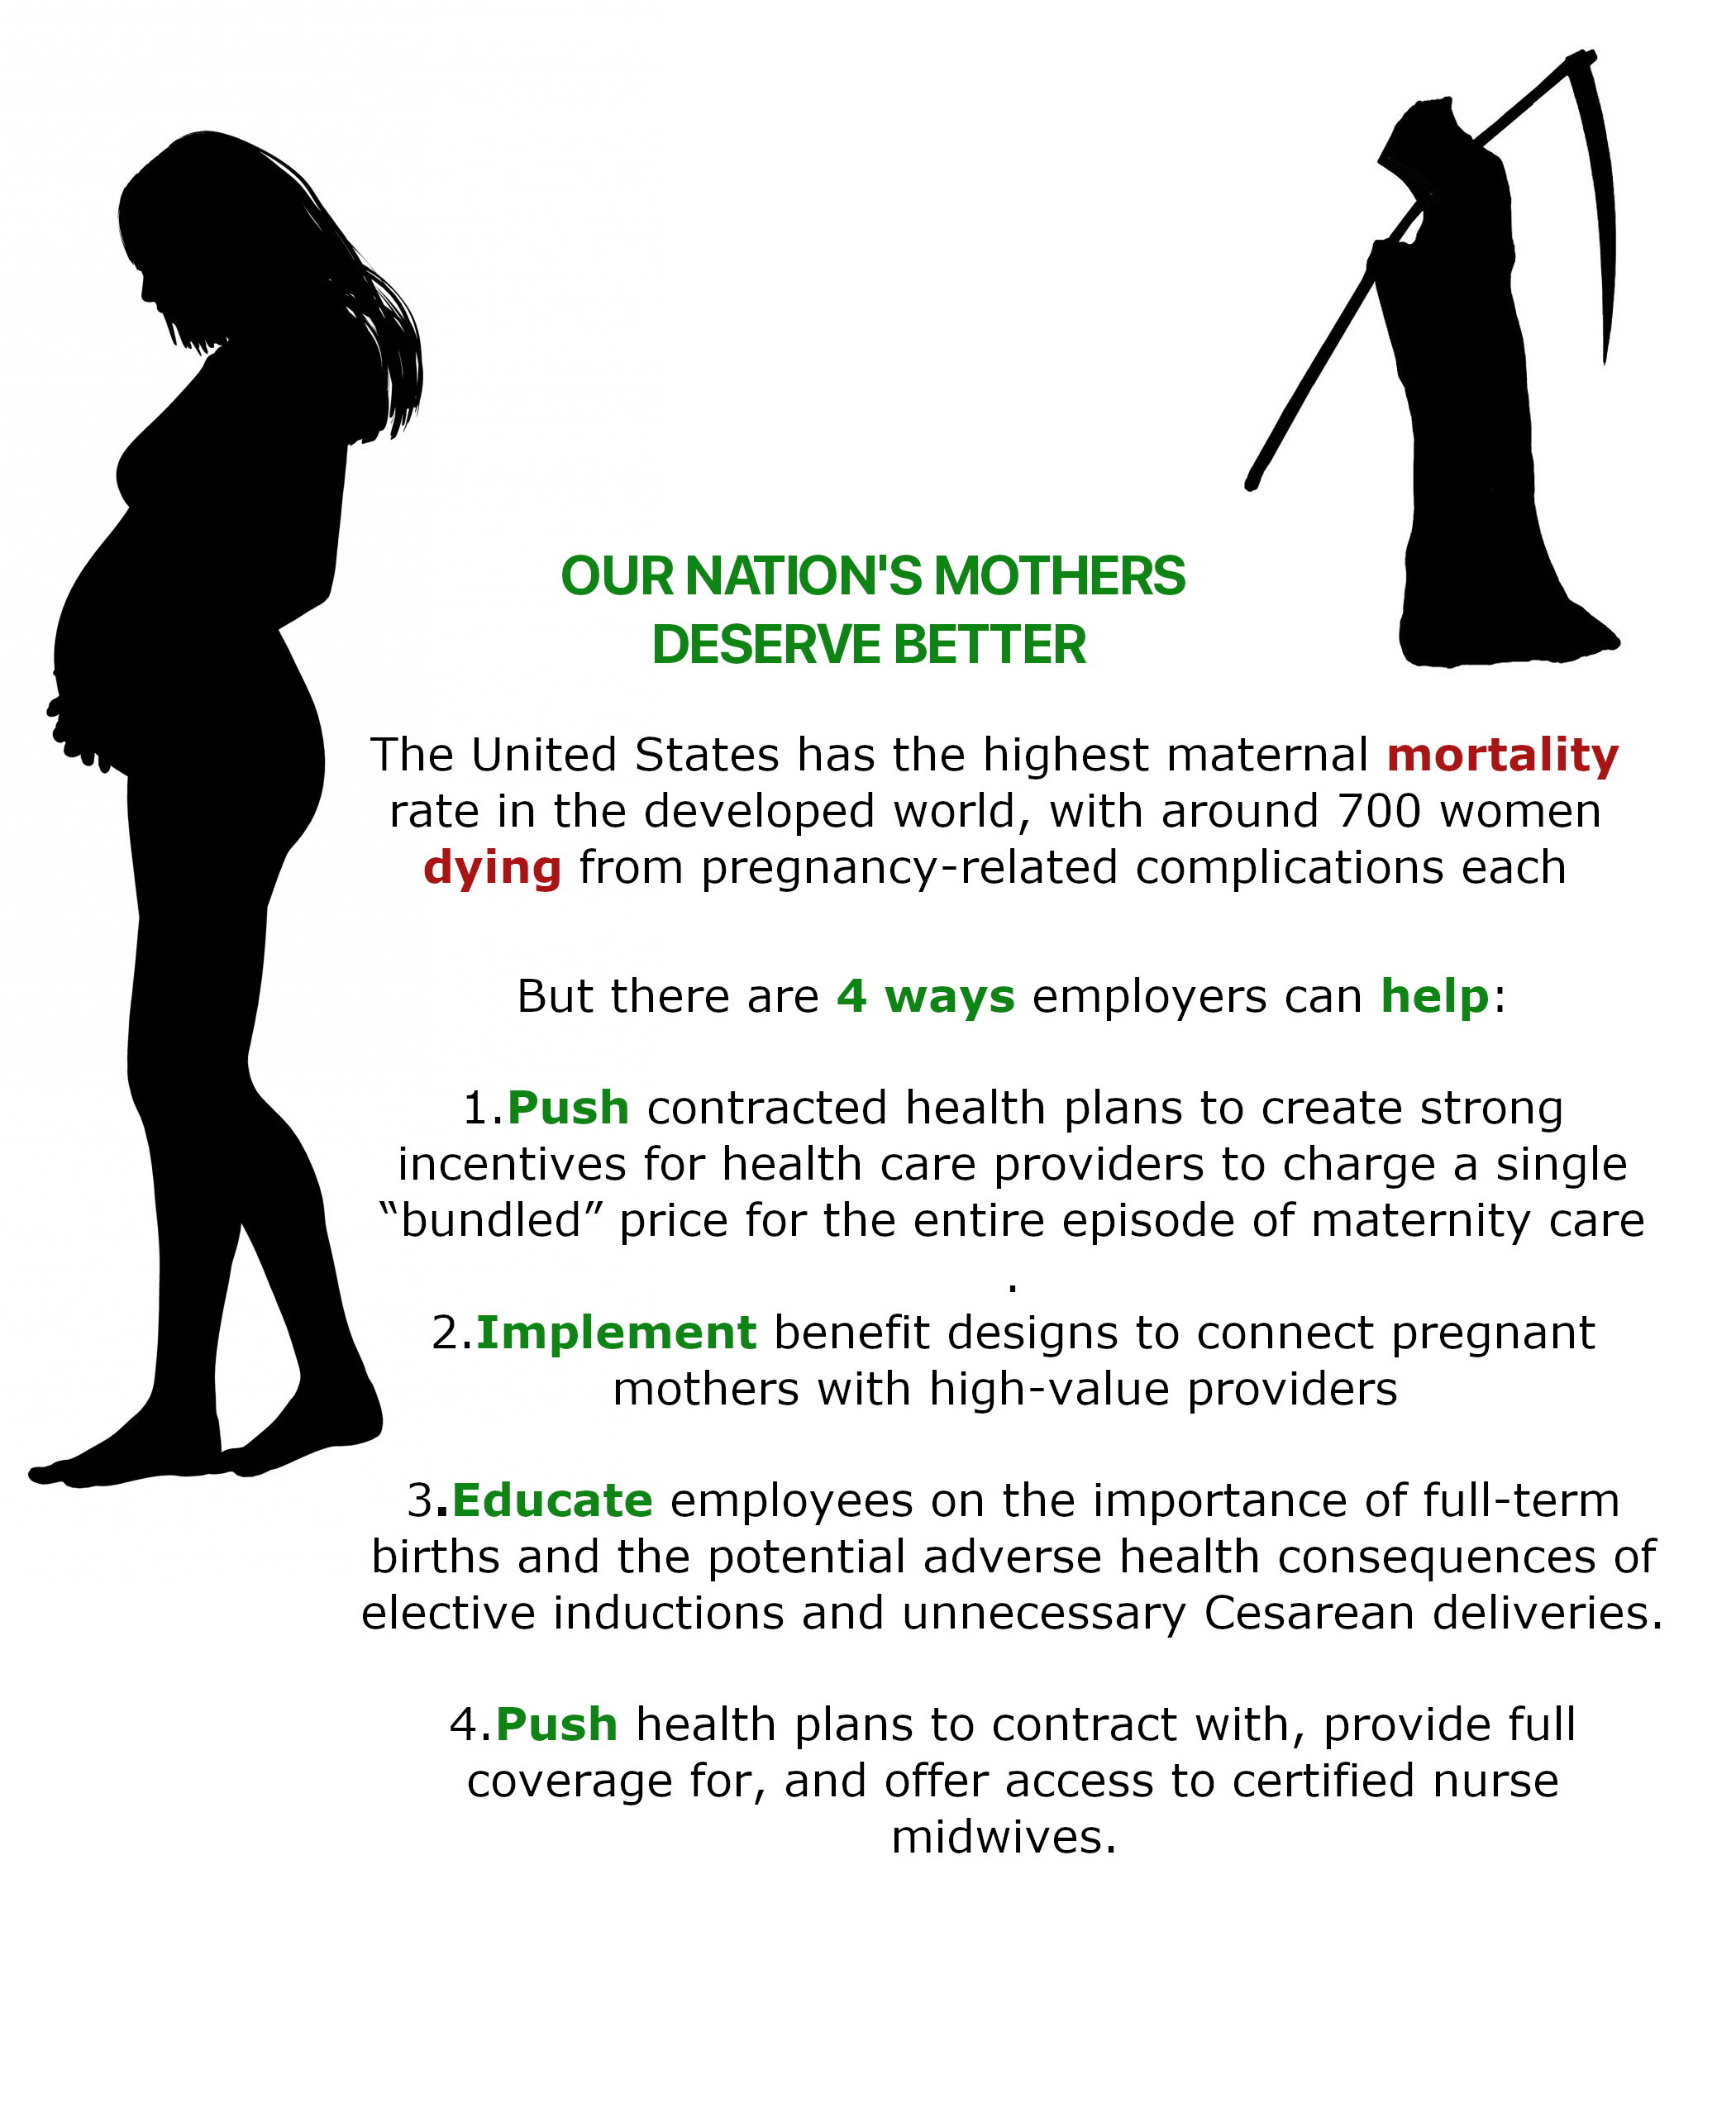 OUR NATION'S MOTHERS
DESERVE BETTER
The United States has the highest maternal mortality
rate in the developed world, with around 700 women
dying from pregnancy-related complications each
But there are 4 ways employers can help:
1.Push contracted health plans to create strong
incentives for health care providers to charge a single
“bundled” price for the entire episode of maternity care
.
2.Implement benefit designs to connect pregnant
mothers with high-value providers
3.Educate employees on the importance of full-term
births and the potential adverse health consequences of
elective inductions and unnecessary Cesarean deliveries.
4.Push health plans to contract with, provide full
coverage for, and offer access to certified nurse
midwives.